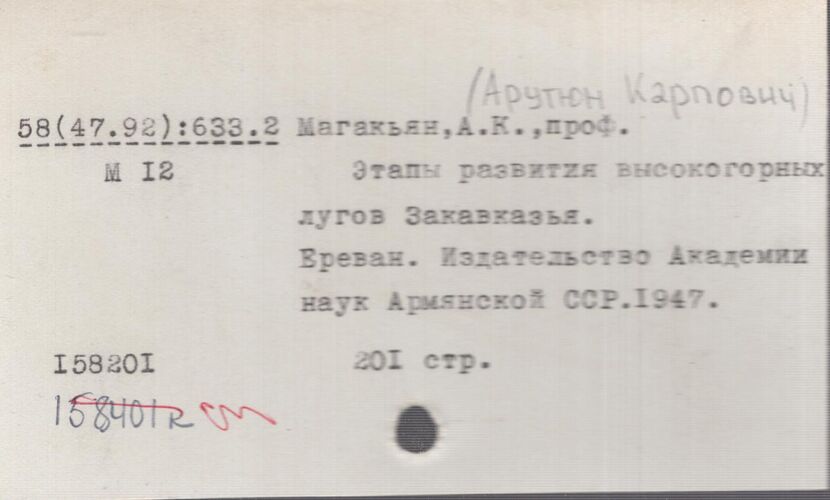 (Арутюн Карпович)
58(47.92):633.2 Магакьян,А.К.,проф.
М I2 Этапы развития высокогорных
лугов Закавказья.
Ереван. Издательство Академии
наук Армянской ССР.I947.
I5820I 20I стр.
158401к